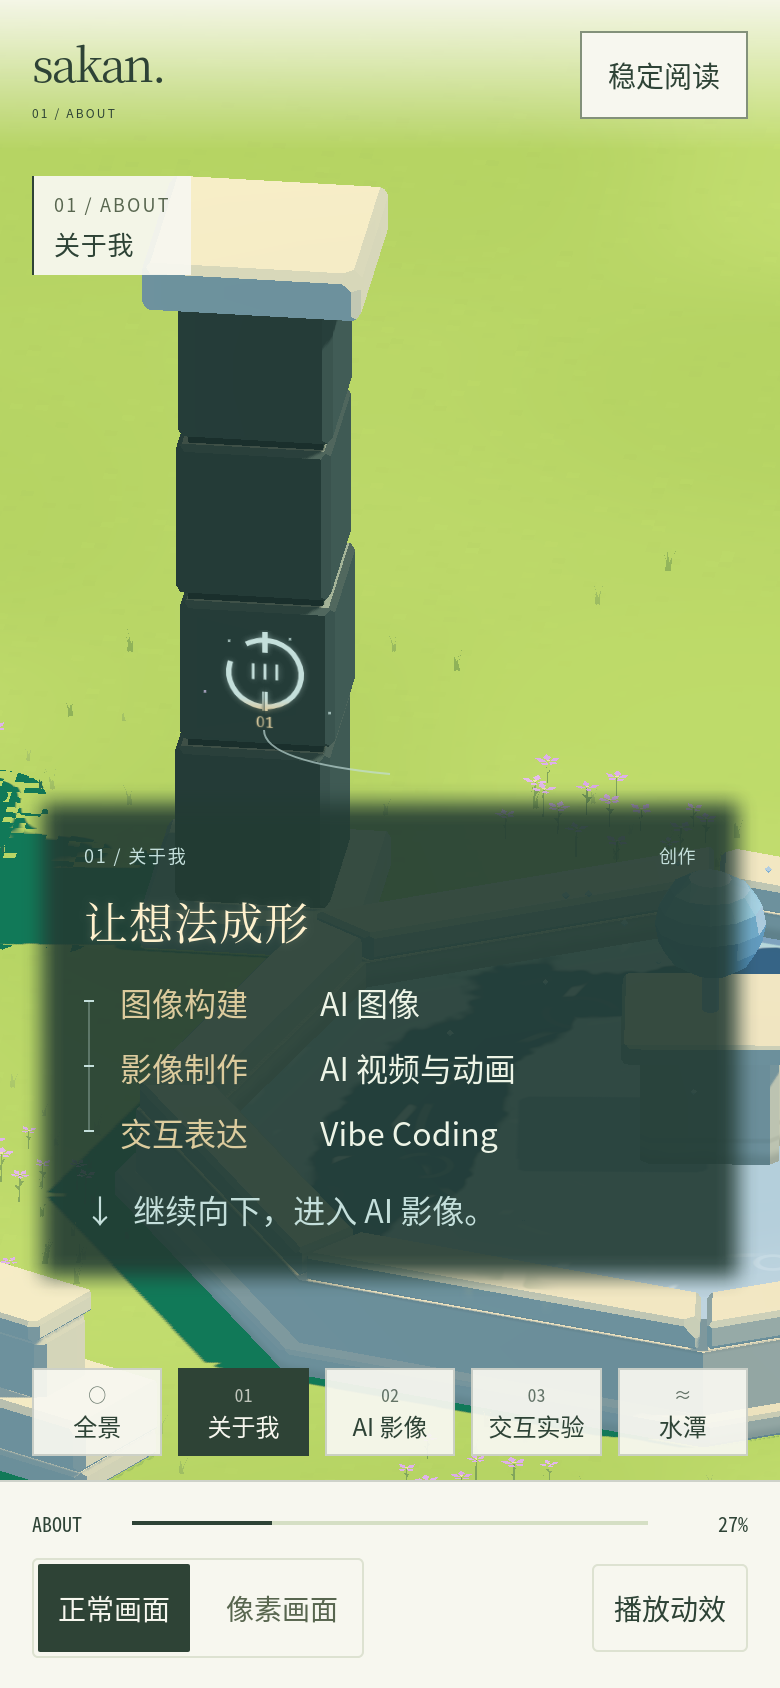 sakan.
01 / ABOUT
稳定阅读
01 / ABOUT
关于我
01
01 / 关于我
创作
让想法成形
图像构建 AI 图像
影像制作 AI 视频与动画
交互表达 Vibe Coding
↓ 继续向下，进入 AI 影像。
全景
01
关于我
02
AI 影像
03
交互实验
≈
水潭
ABOUT
27%
正常画面
像素画面
播放动效